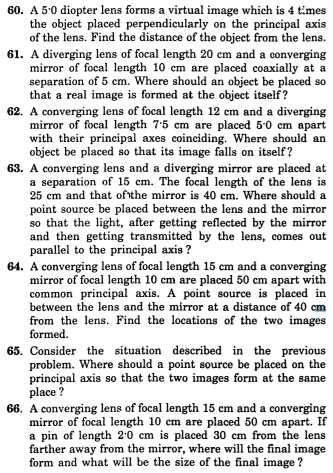 60. A 5·0 diopter lens forms a virtual image which is 4 times
the object placed perpendicularly on the principal axis
of the lens. Find the distance of the object from the lens.
61. A diverging lens of focal length 20 cm and a converging
mirror of focal length 10 cm are placed coaxially at a
separation of 5 cm. Where should an object be placed so
that a real image is formed at the object itself ?
62. A converging lens of focal length 12 cm and a diverging
mirror of focal length 7·5 cm are placed 5·0 cm apart
with their principal axes coinciding. Where should an
object be placed so that its image falls on itself ?
63. A converging lens and a diverging mirror are placed at
a separation of 15 cm. The focal length of the lens is
25 cm and that of the mirror is 40 cm. Where should a
point source be placed between the lens and the mirror
so that the light, after getting reflected by the mirror
and then getting transmitted by the lens, comes out
parallel to the principal axis ?
64. A converging lens of focal length 15 cm and a converging
mirror of focal length 10 cm are placed 50 cm apart with
common principal axis. A point source is placed in
between the lens and the mirror at a distance of 40 cm
from the lens. Find the locations of the two images
formed.
65. Consider the situation described in the previous
problem. Where should a point source be placed on the
principal axis so that the two images form at the same
place ?
66. A converging lens of focal length 15 cm and a converging
mirror of focal length 10 cm are placed 50 cm apart. If
a pin of length 2·0 cm is placed 30 cm from the lens
farther away from the mirror, where will the final image
form and what will be the size of the final image ?